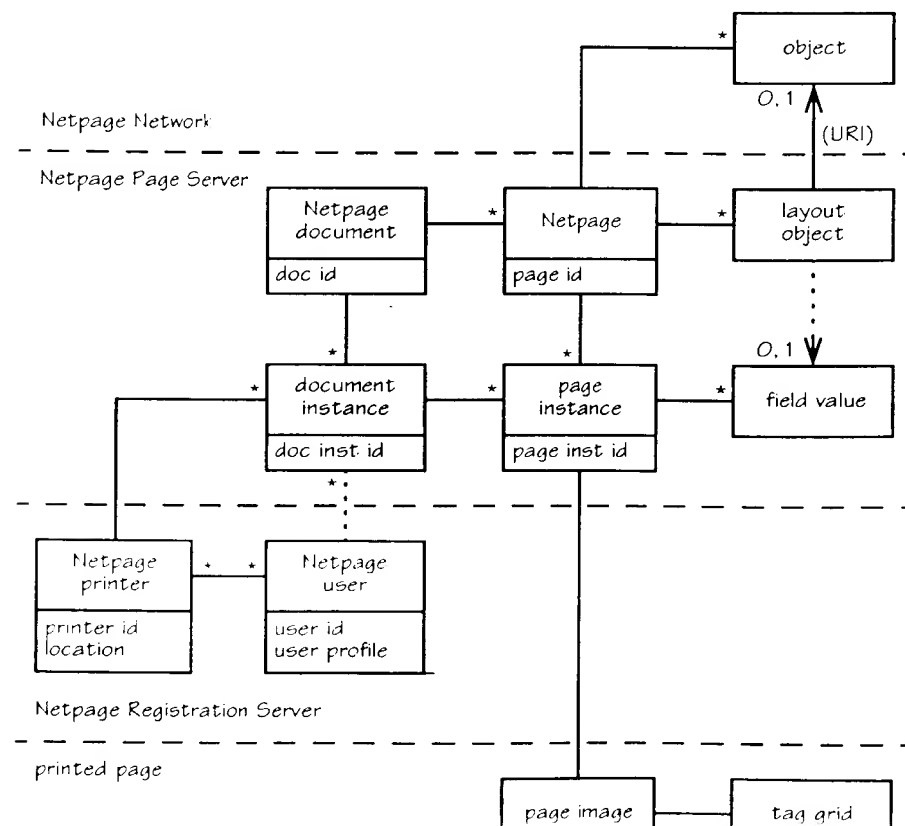 *
object
0, 1
(URI)
Netpage Network
Netpage Page Server
Netpage
document
doc id
*
Netpage
page id
*
layout
object
*
*
0, 1
*
document
instance
doc inst id
*
page
instance
page inst id
*
field value
*
Netpage
printer
printer id
location
*
*
Netpage
user
user id
user profile
Netpage Registration Server
printed page
page image
tag grid